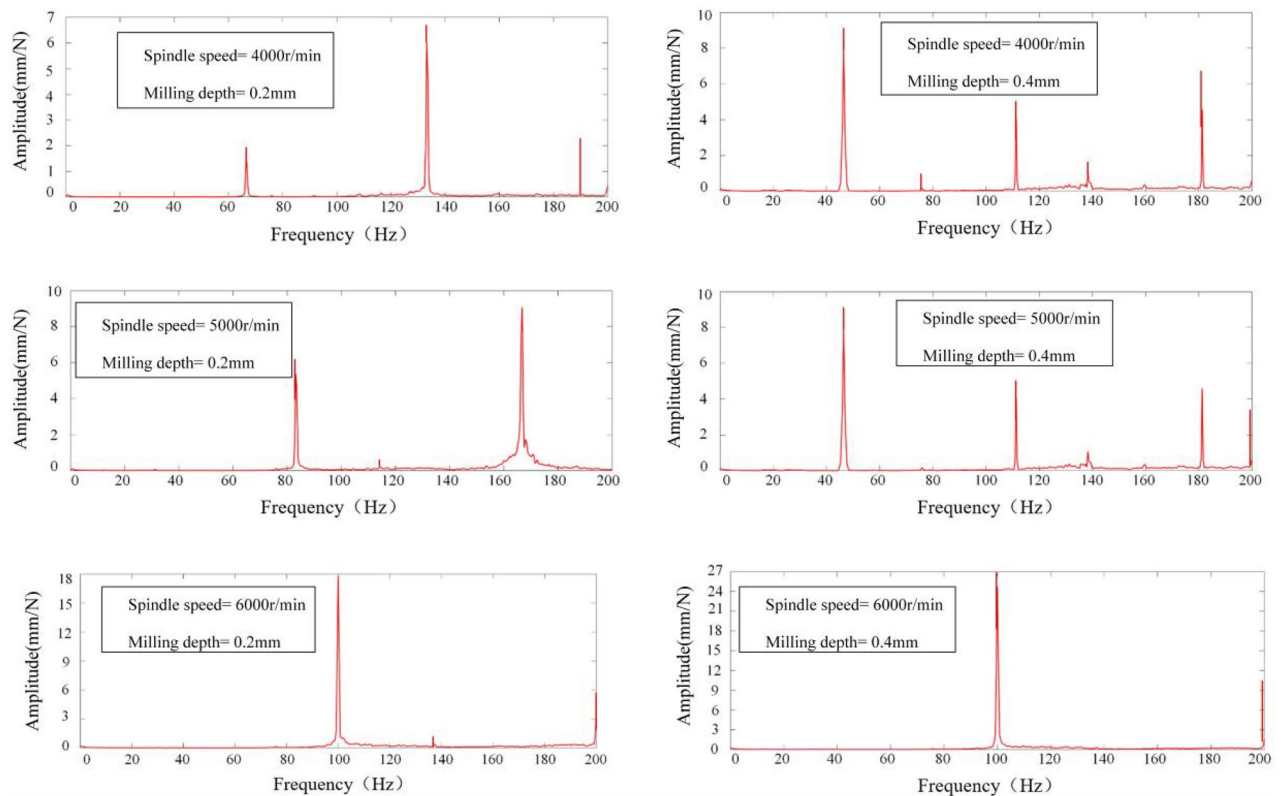 7
6
5
4
3
2
1
0
Amplitude(mm/N)
Spindle speed= 4000r/min
Milling depth= 0.2mm
0 20 40 60 80 100 120 140 160 180 200
Frequency（Hz）
10
8
6
4
2
0
Amplitude(mm/N)
Spindle speed= 4000r/min
Milling depth= 0.4mm
0 20 40 60 80 100 120 140 160 180 200
Frequency（Hz）
10
8
6
4
2
0
Amplitude(mm/N)
Spindle speed= 5000r/min
Milling depth= 0.2mm
0 20 40 60 80 100 120 140 160 180 200
Frequency（Hz）
10
8
6
4
2
0
Amplitude(mm/N)
Spindle speed= 5000r/min
Milling depth= 0.4mm
0 20 40 60 80 100 120 140 160 180 200
Frequency（Hz）
18
15
12
9
6
3
0
Amplitude(mm/N)
Spindle speed= 6000r/min
Milling depth= 0.2mm
0 20 40 60 80 100 120 140 160 180 200
Frequency（Hz）
27
24
21
18
15
12
9
6
3
0
Amplitude(mm/N)
Spindle speed= 6000r/min
Milling depth= 0.4mm
0 20 40 60 80 100 120 140 160 180 200
Frequency（Hz）